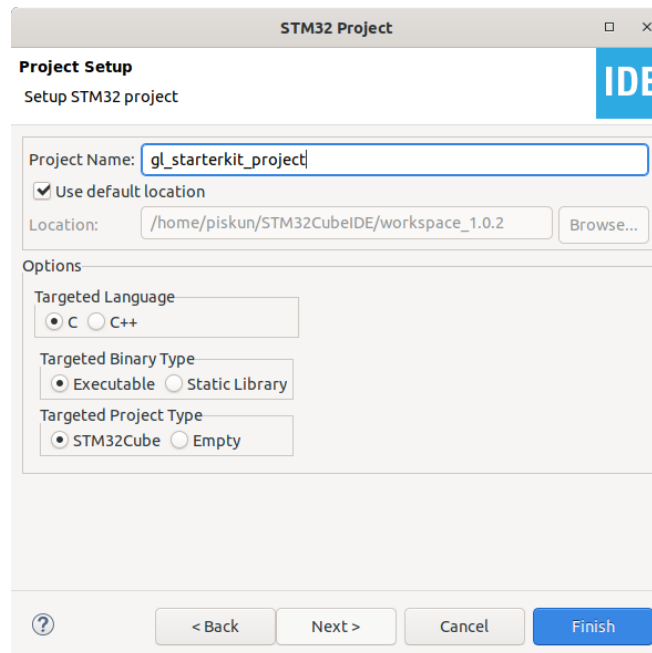 STM32 Project
Project Setup
Setup STM32 project
IDE
Project Name: gl_starterkit_project
Use default location
Location: /home/piskun/STM32CubeIDE/workspace_1.0.2 Browse...
Options
Targeted Language
C C++
Targeted Binary Type
Executable Static Library
Targeted Project Type
STM32Cube Empty
? < Back Next > Cancel Finish